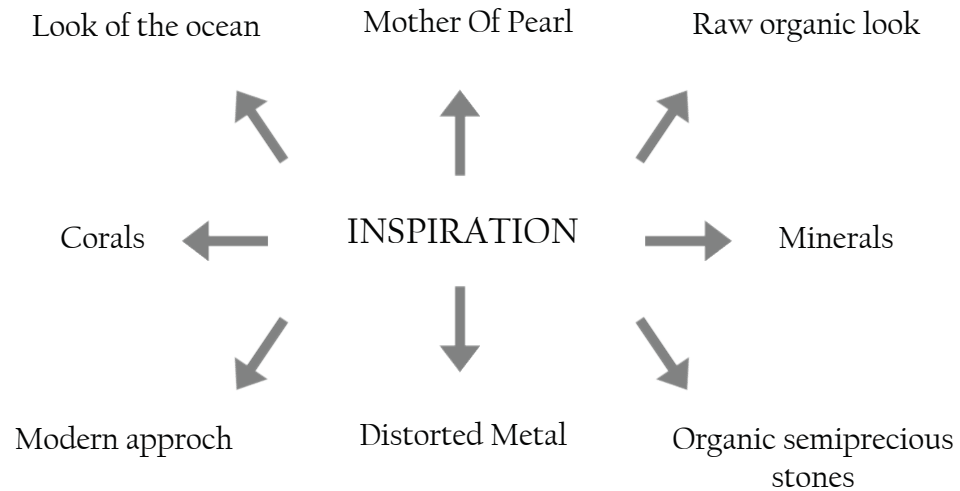 Look of the ocean
Mother Of Pearl
Raw organic look
Corals
INSPIRATION
Minerals
Modern approch
Distorted Metal
Organic semiprecious
stones